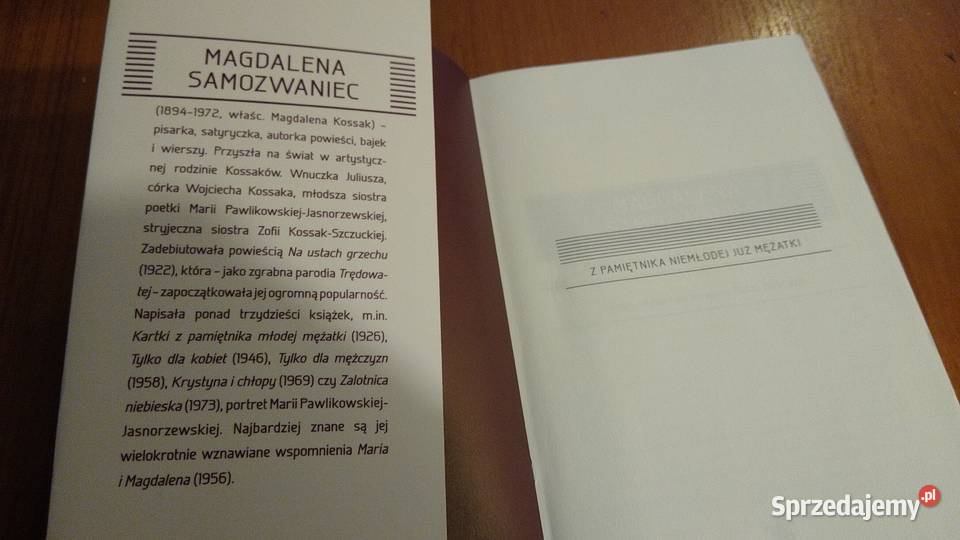 MAGDALENA
SAMOZWANIEC
(1894–1972, właśc. Magdalena Kossak) –
pisarka, satyryczka, autorka powieści, bajek
i wierszy. Przyszła na świat w artystycz-
nej rodzinie Kossaków. Wnuczka Juliusza,
córka Wojciecha Kossaka, młodsza siostra
poetki Marii Pawlikowskiej-Jasnorzewskiej,
stryjeczna siostra Zofii Kossak-Szczuckiej.
Zadebiutowała powieścią Na ustach grzechu
(1922), która – jako zgrabna parodia Trędowa-
tej – zapoczątkowała jej ogromną popularność.
Napisała ponad trzydzieści książek, m.in.
Kartki z pamiętnika młodej mężatki (1926),
Tylko dla kobiet (1946), Tylko dla mężczyzn
(1958), Krystyna i chłopy (1969) czy Zalotnica
niebieska (1973), portret Marii Pawlikowskiej-
Jasnorzewskiej. Najbardziej znane są jej
wielokrotnie wznawiane wspomnienia Maria
i Magdalena (1956).
Z PAMIĘTNIKA NIEMŁODEJ JUŻ MĘŻATKI
Sprzedajemy.pl